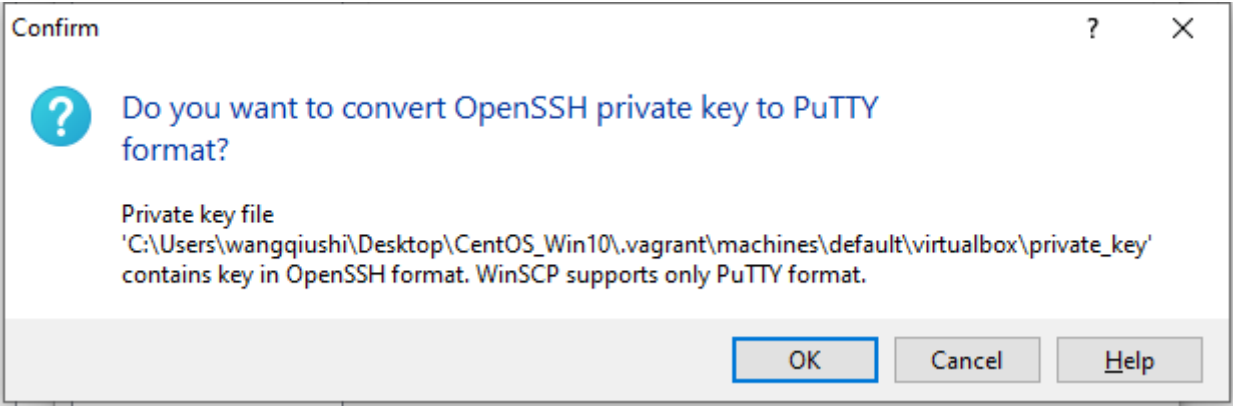 Confirm
?
Do you want to convert OpenSSH private key to PuTTY
format?
Private key file
'C:\Users\wangqiushi\Desktop\CentOS_Win10\.vagrant\machines\default\virtualbox\private_key'
contains key in OpenSSH format. WinSCP supports only PuTTY format.
OK
Cancel
Help